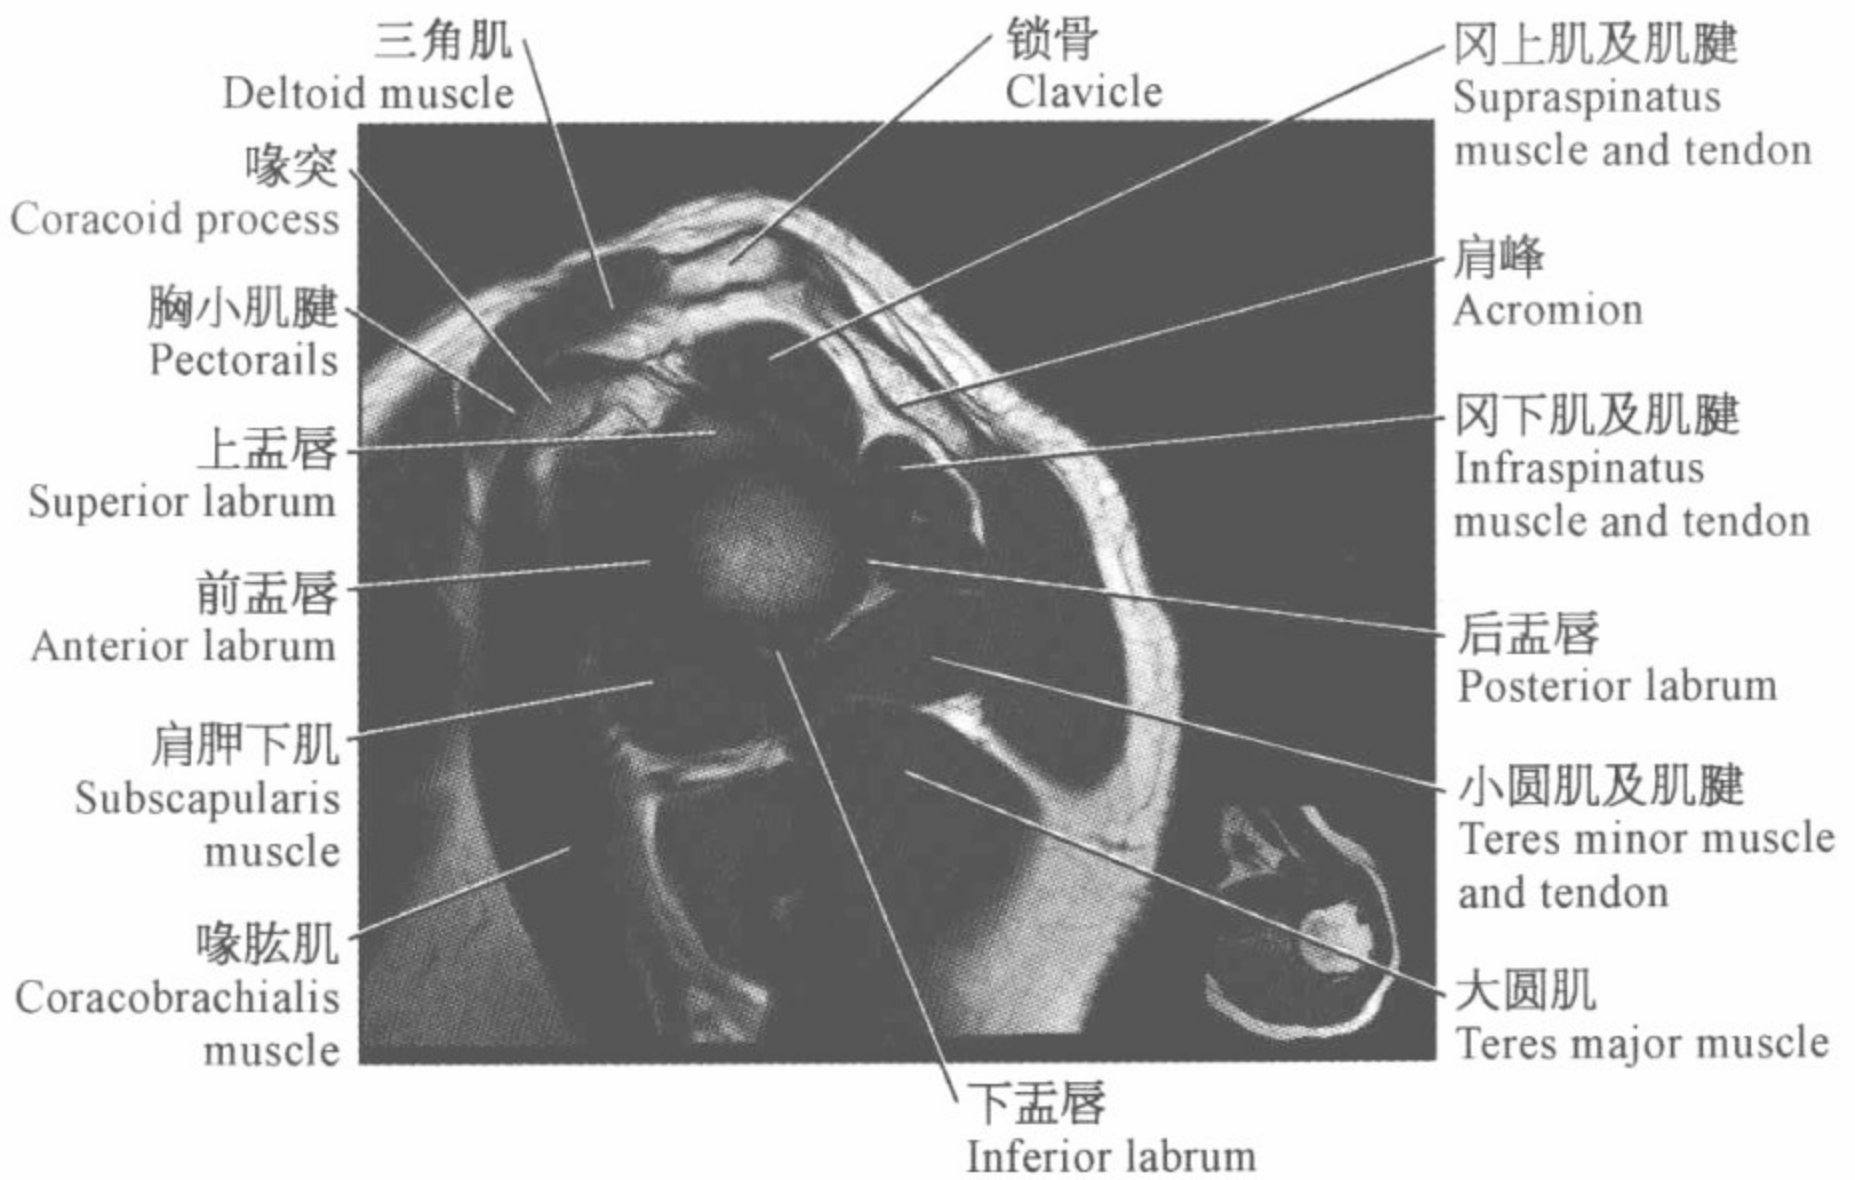 三角肌
Deltoid muscle
喙突
Coracoid process
胸小肌腱
Pectorails
上盂唇
Superior labrum
前盂唇
Anterior labrum
肩胛下肌
Subscapularis
muscle
喙肱肌
Coracobrachialis
muscle
锁骨
Clavicle
冈上肌及肌腱
Supraspinatus
muscle and tendon
肩峰
Acromion
冈下肌及肌腱
Infraspinatus
muscle and tendon
后盂唇
Posterior labrum
小圆肌及肌腱
Teres minor muscle
and tendon
大圆肌
Teres major muscle
下盂唇
Inferior labrum